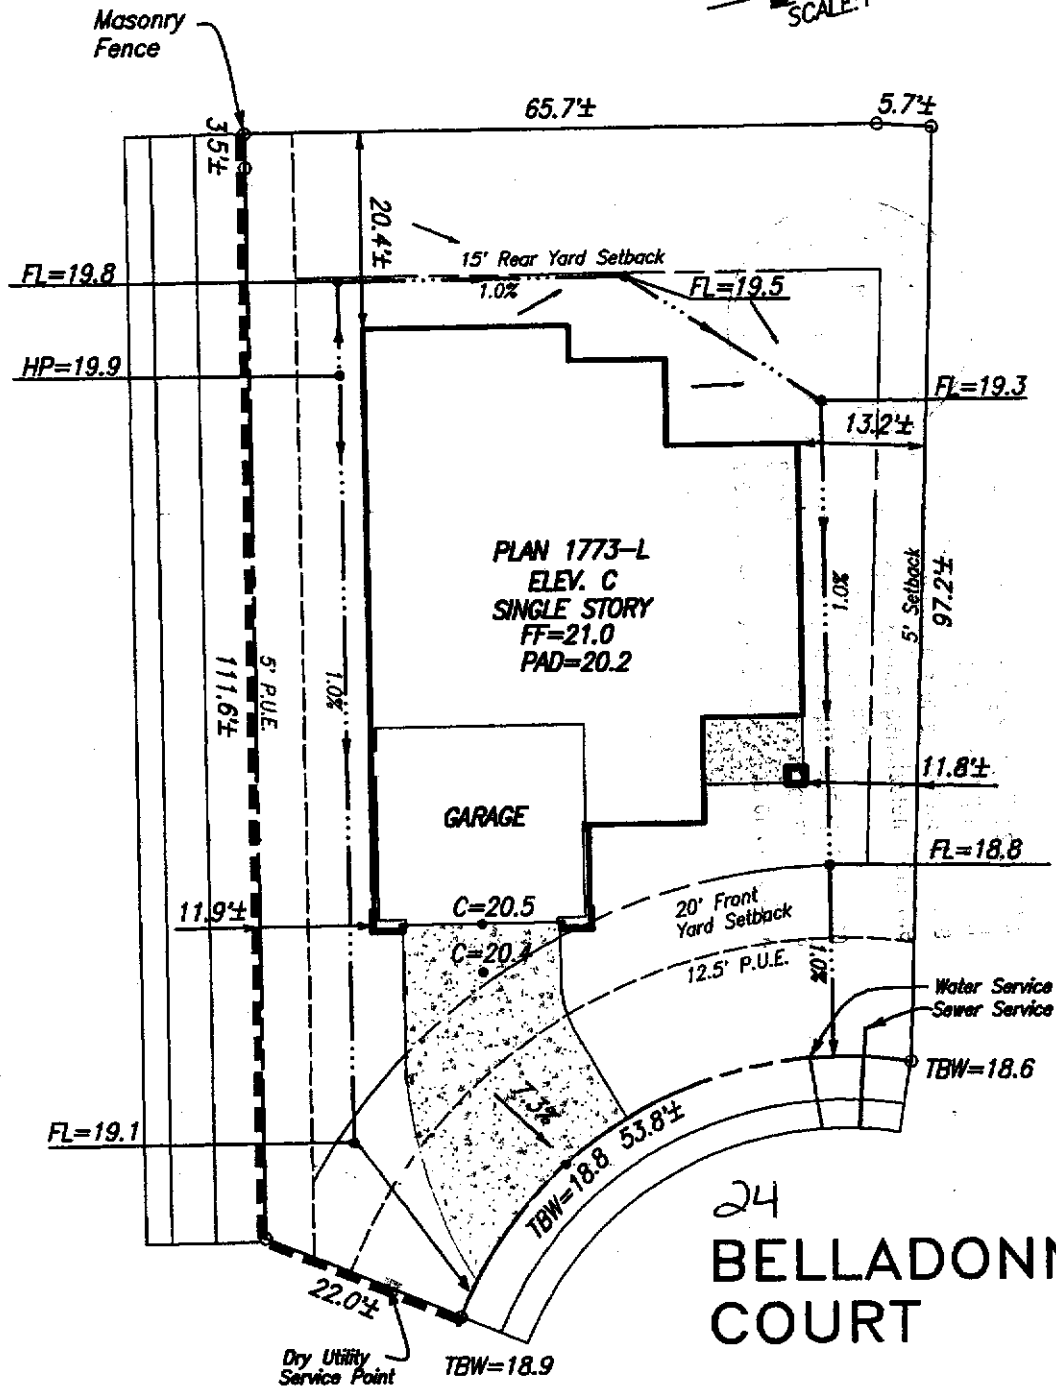 SCALE: 1
Masonry
Fence
65.7'±
5.7'±
3.5'±
20.4'±
15' Rear Yard Setback
FL=19.8
1.0%
FL=19.5
HP=19.9
FL=19.3
13.2'±
PLAN 1773-L
ELEV. C
SINGLE STORY
FF=21.0
PAD=20.2
1.0%
5' Setback
97.2'±
111.6'±
5' P.U.E.
1.0%
11.8'±
GARAGE
FL=18.8
11.9'±
C=20.5
20' Front
Yard Setback
C=20.4
12.5' P.U.E.
1.0%
Water Service
Sewer Service
TBW=18.6
7.3%
53.8'±
FL=19.1
TBW=18.8
24
BELLADONN
COURT
22.0'±
Dry Utility
Service Point
TBW=18.9